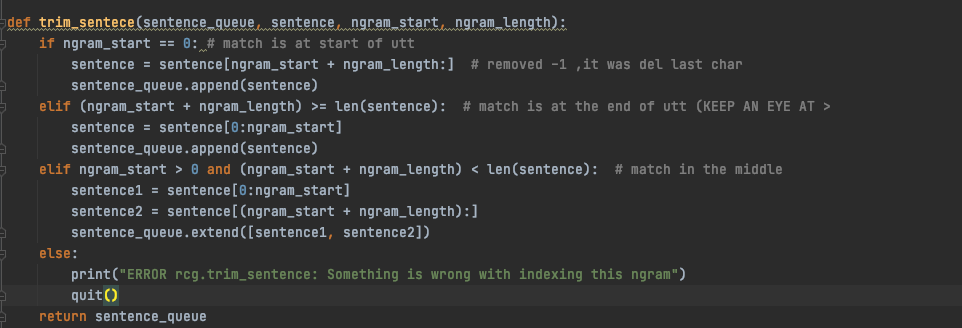 def trim_sentece(sentence_queue, sentence, ngram_start, ngram_length):
    if ngram_start == 0: # match is at start of utt
        sentence = sentence[ngram_start + ngram_length:]  # removed -1 ,it was del last char
        sentence_queue.append(sentence)
    elif (ngram_start + ngram_length) >= len(sentence):  # match is at the end of utt (KEEP AN EYE AT >
        sentence = sentence[0:ngram_start]
        sentence_queue.append(sentence)
    elif ngram_start > 0 and (ngram_start + ngram_length) < len(sentence):  # match in the middle
        sentence1 = sentence[0:ngram_start]
        sentence2 = sentence[(ngram_start + ngram_length):]
        sentence_queue.extend([sentence1, sentence2])
    else:
        print("ERROR rcg.trim_sentence: Something is wrong with indexing this ngram")
        quit()
    return sentence_queue